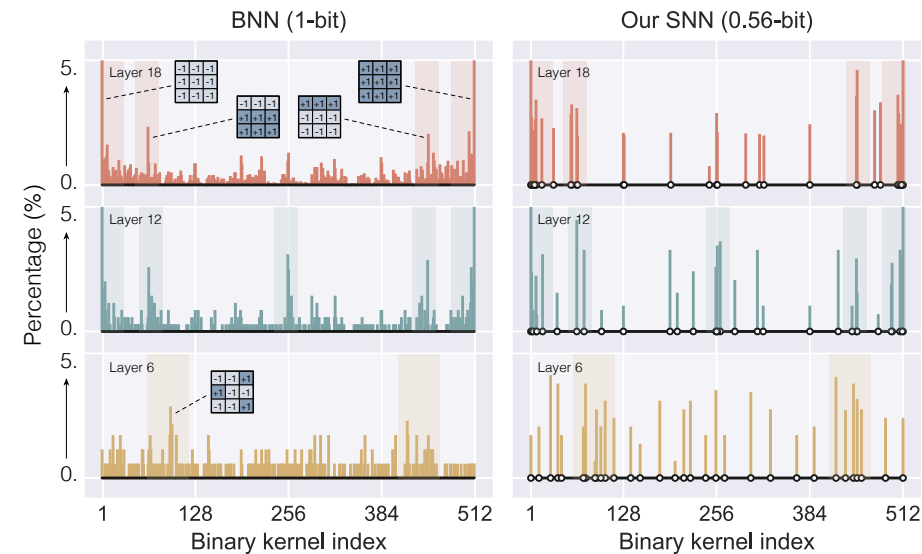 BNN (1-bit)
Our SNN (0.56-bit)
Percentage (%)
5.
0.
Layer 18
-1 -1 -1
-1 -1 -1
-1 -1 -1
-1 -1 -1
+1 +1 +1
+1 +1 +1
+1 +1 +1
-1 -1 -1
-1 -1 -1
+1 +1 +1
+1 +1 +1
+1 +1 +1
Layer 18
5.
0.
Layer 12
Layer 12
5.
0.
Layer 6
-1 -1 +1
+1 -1 -1
-1 -1 +1
Layer 6
1 128 256 384 512
1 128 256 384 512
Binary kernel index
Binary kernel index